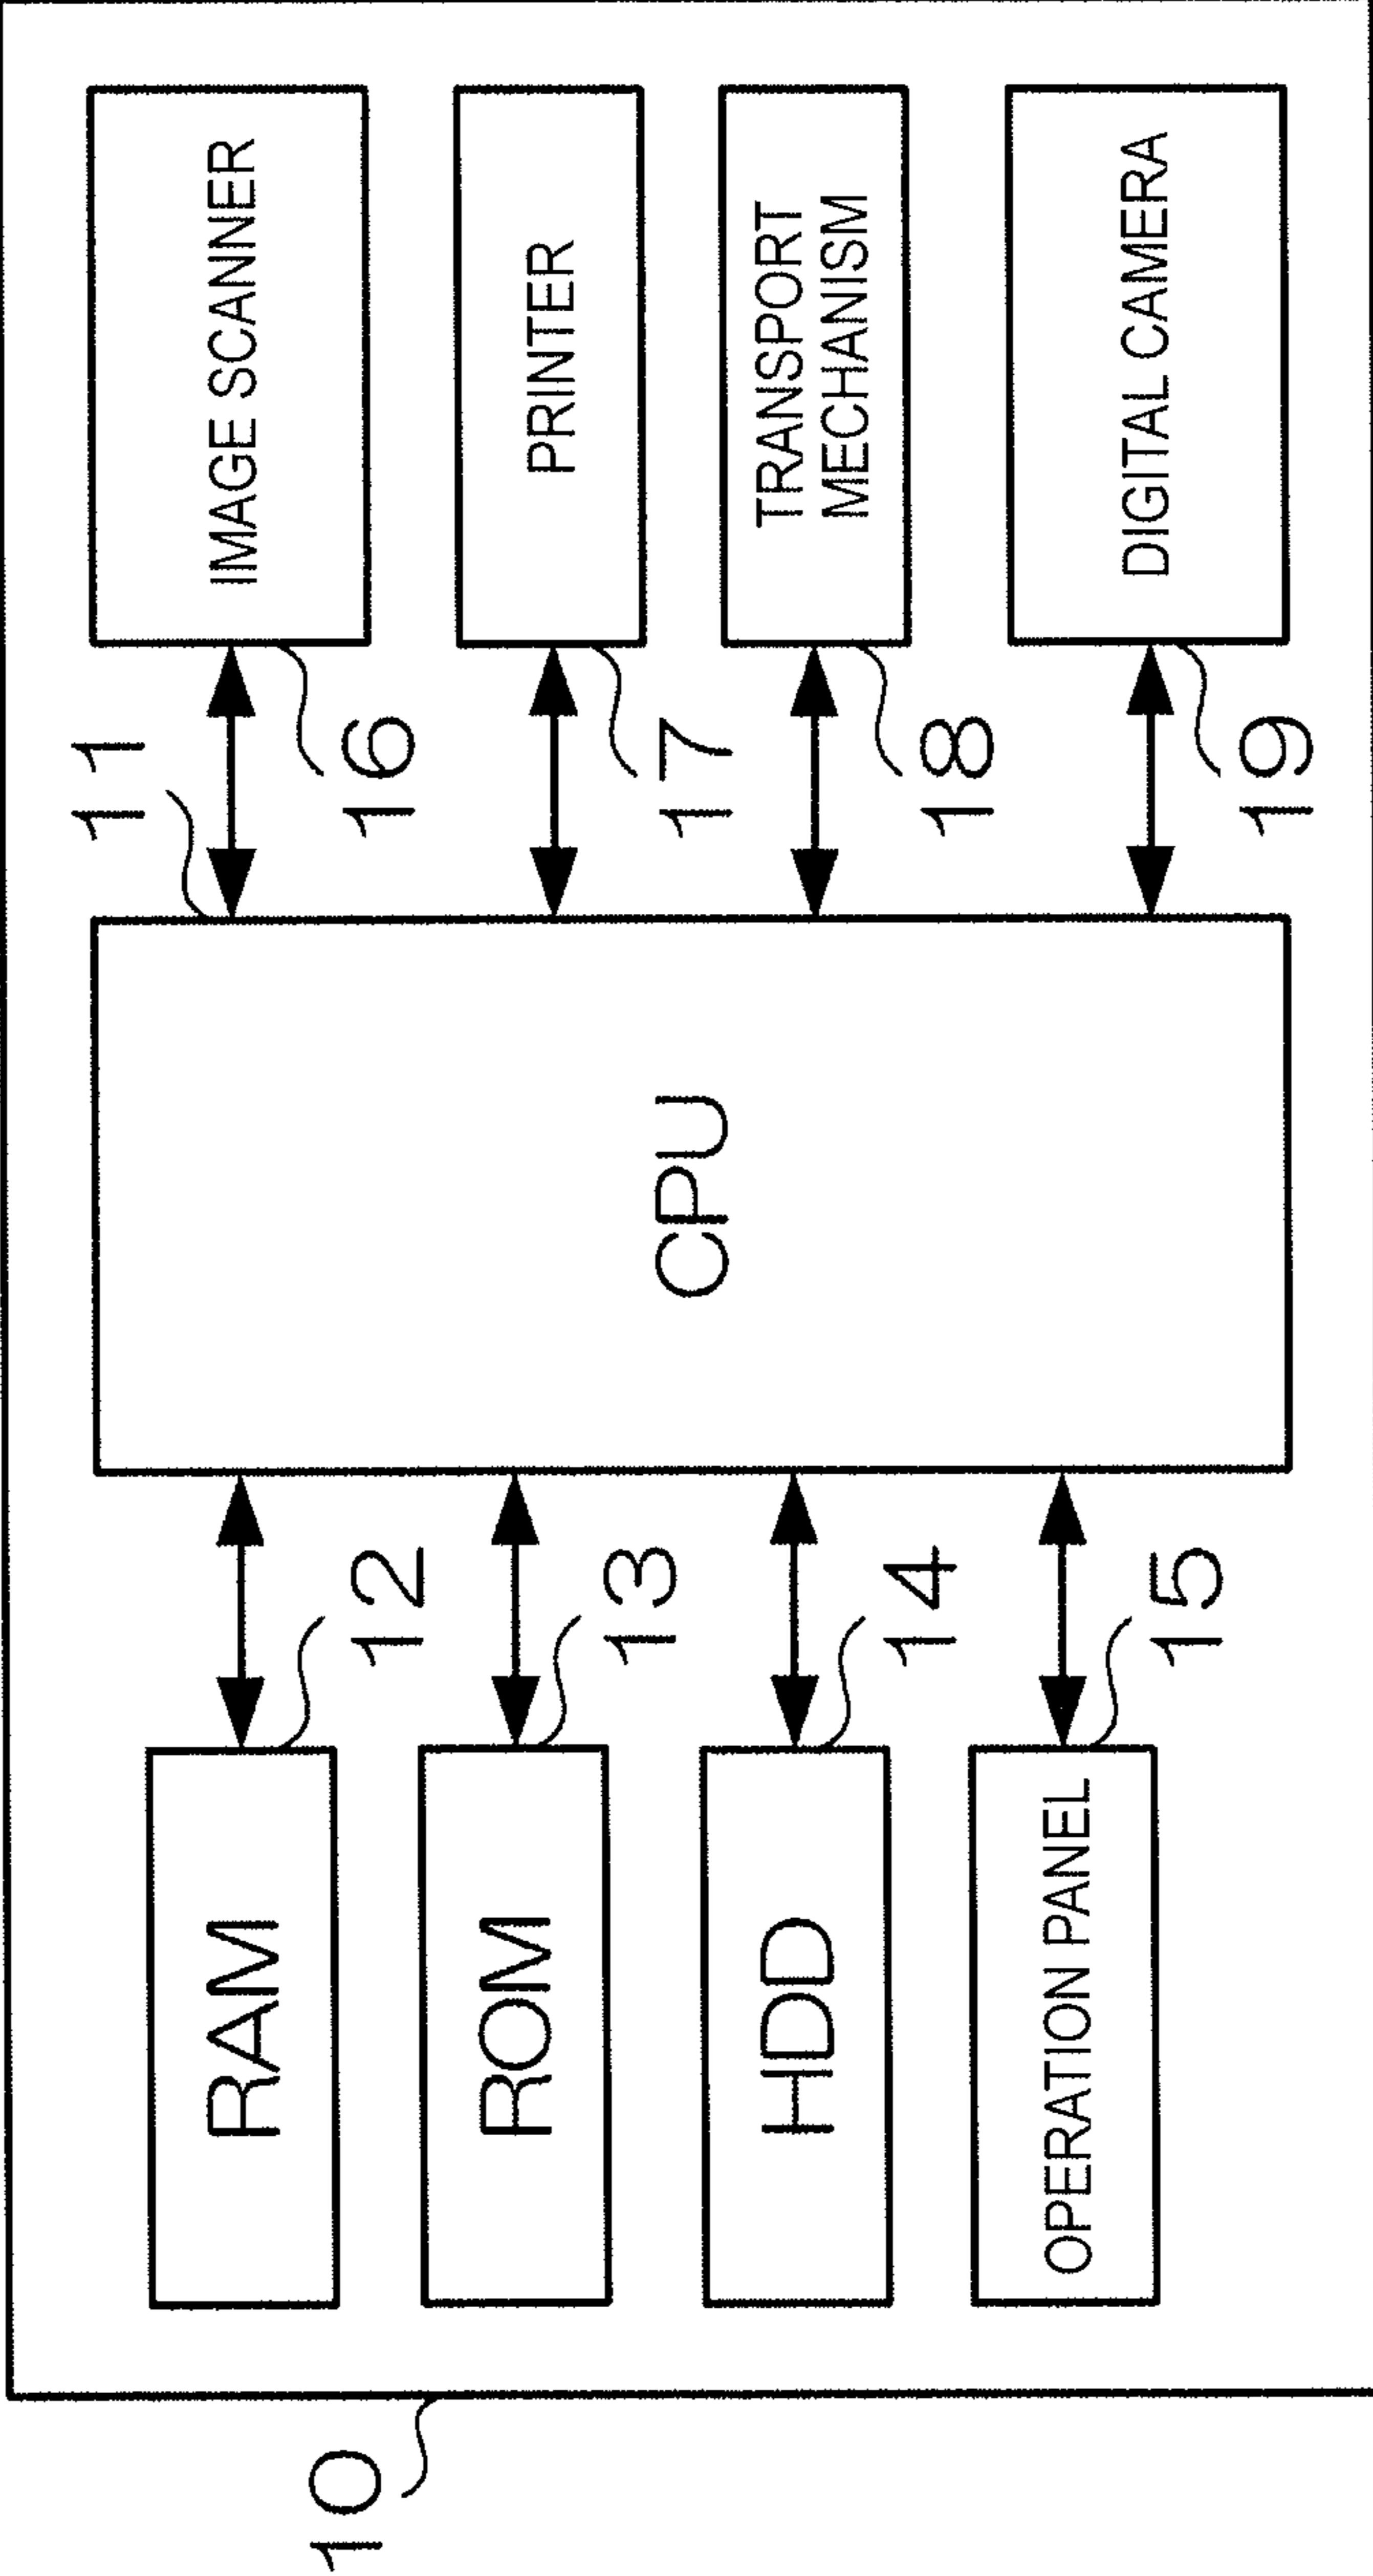 10
RAM
12
ROM
13
HDD
14
OPERATION PANEL
15
CPU
11
IMAGE SCANNER
16
PRINTER
17
TRANSPORT
MECHANISM
18
DIGITAL CAMERA
19